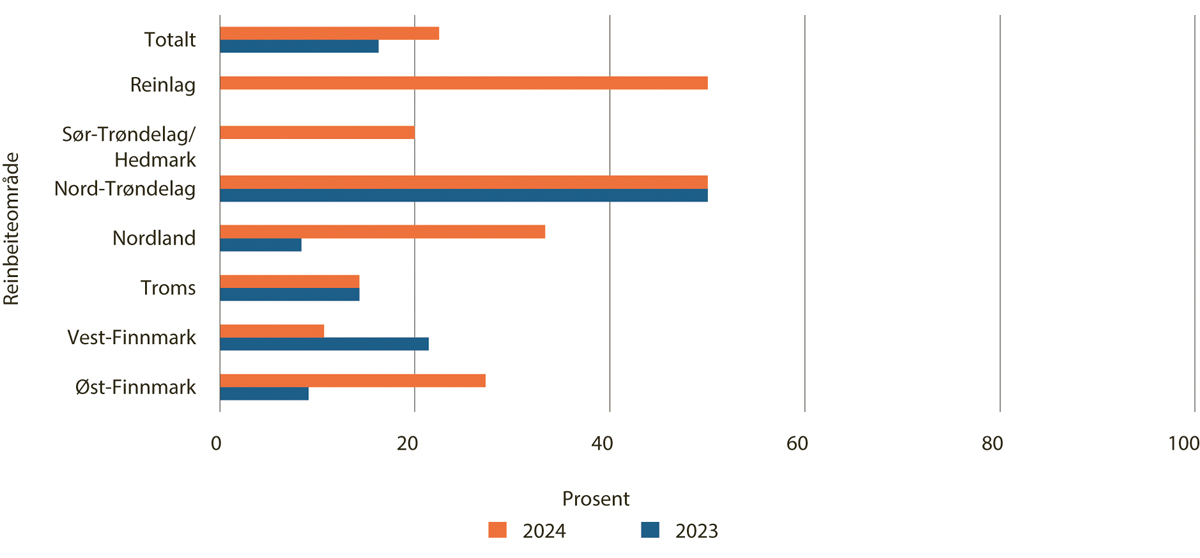 Reinbeiteområde
Totalt
Reinlag
Sør-Trøndelag/
Hedmark
Nord-Trøndelag
Nordland
Troms
Vest-Finnmark
Øst-Finnmark
0 20 40 60 80 100
Prosent
2024 2023